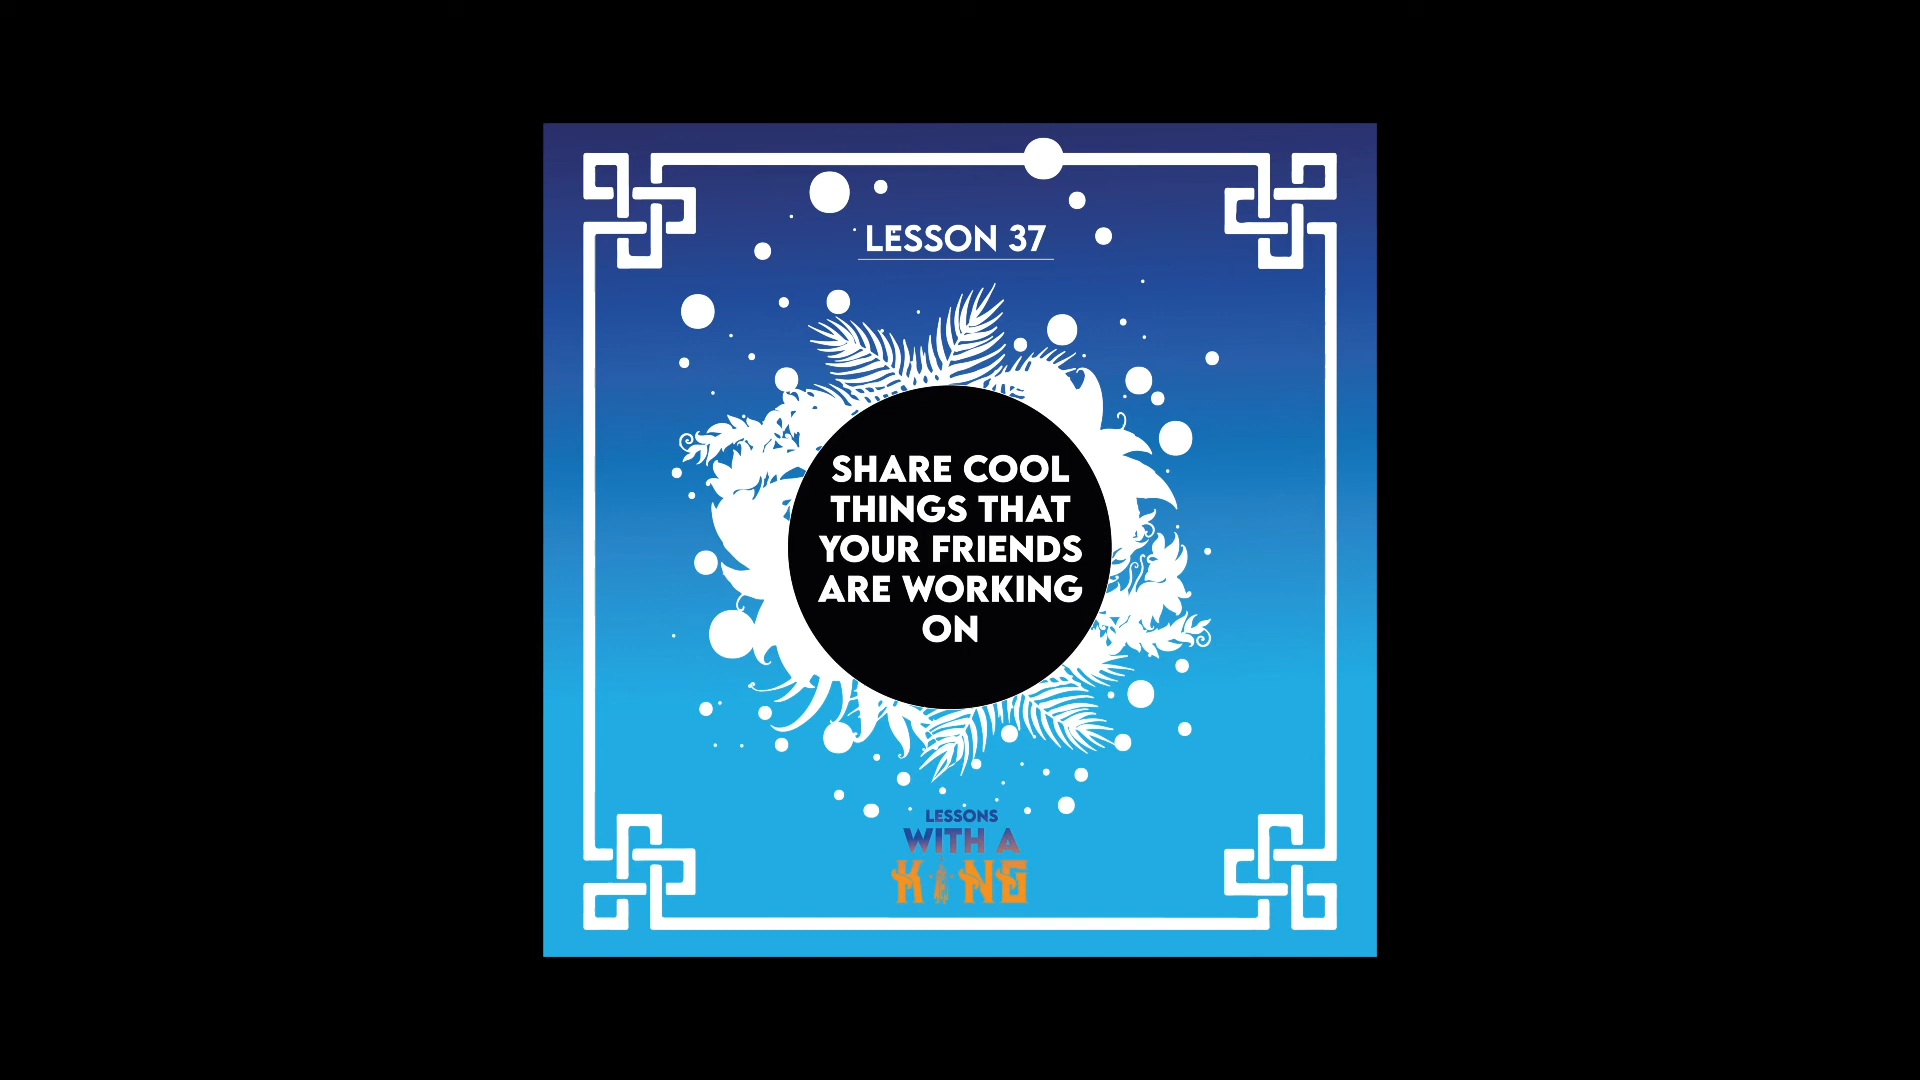 LESSON 37
SHARE COOL
THINGS THAT
YOUR FRIENDS
ARE WORKING
ON
LESSONS
WITH A
KING